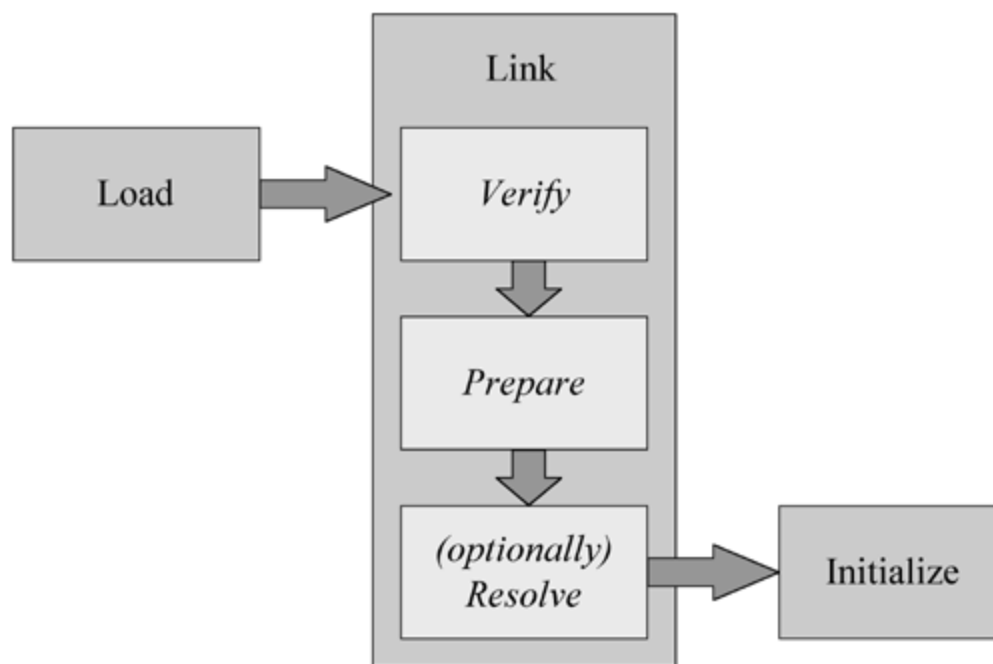 Link
Load
Verify
Prepare
(optionally)
Resolve
Initialize